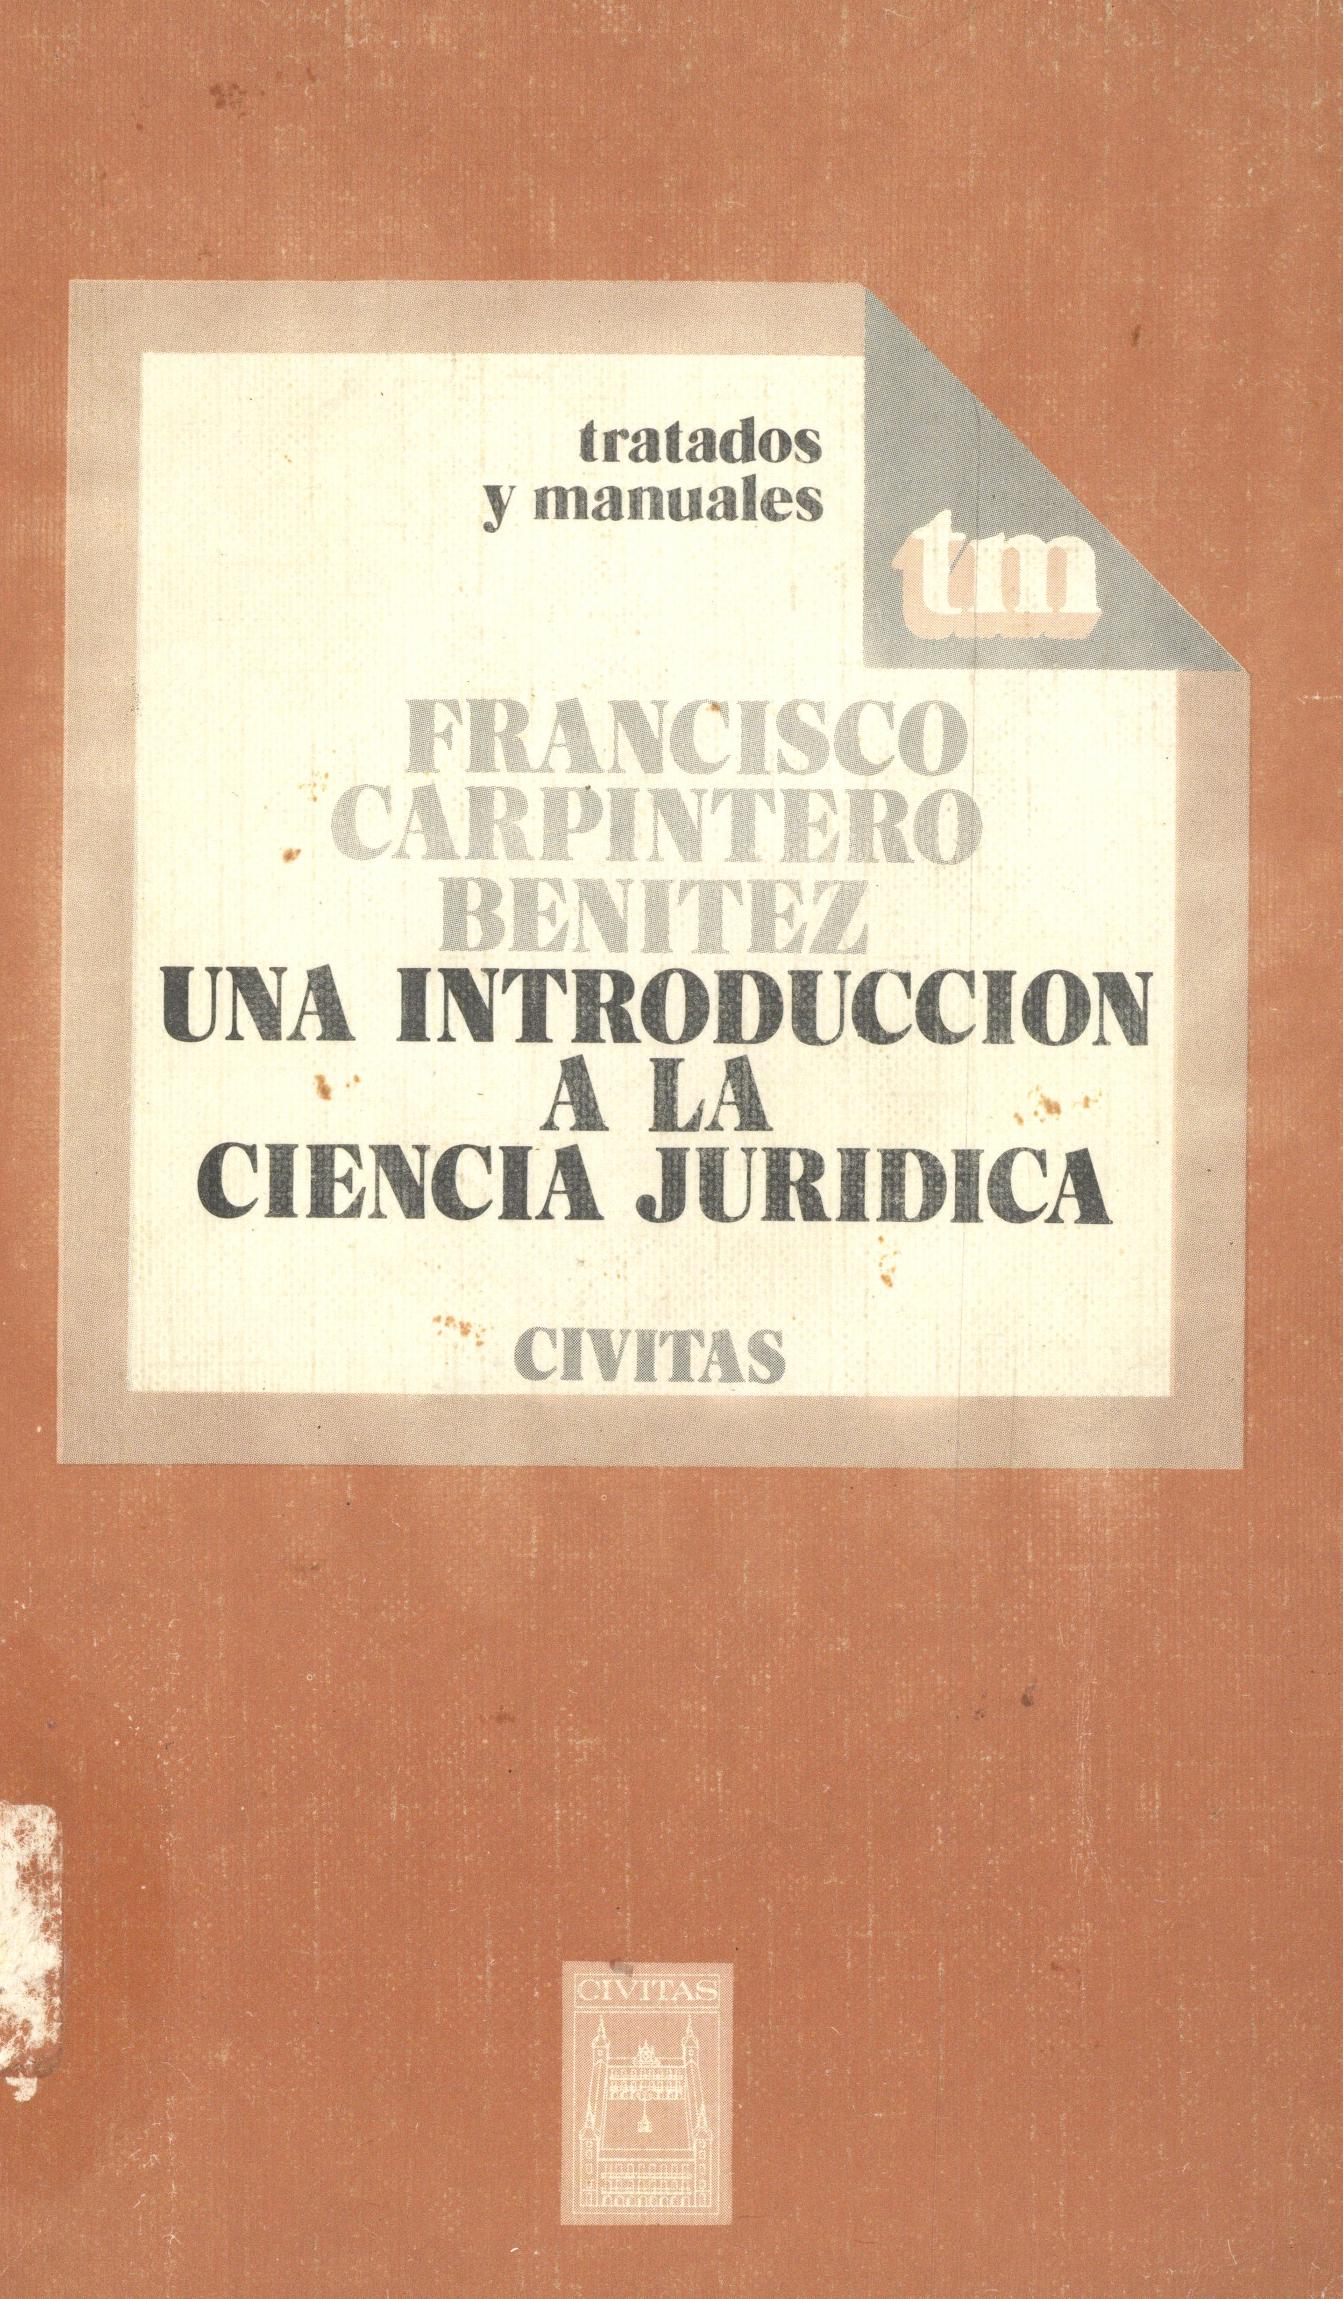 tratados
y manuales
tm
FRANCISCO
CARPINTERO
BENITEZ
UNA INTRODUCCION
A LA
CIENCIA JURIDICA
CIVITAS
CIVITAS